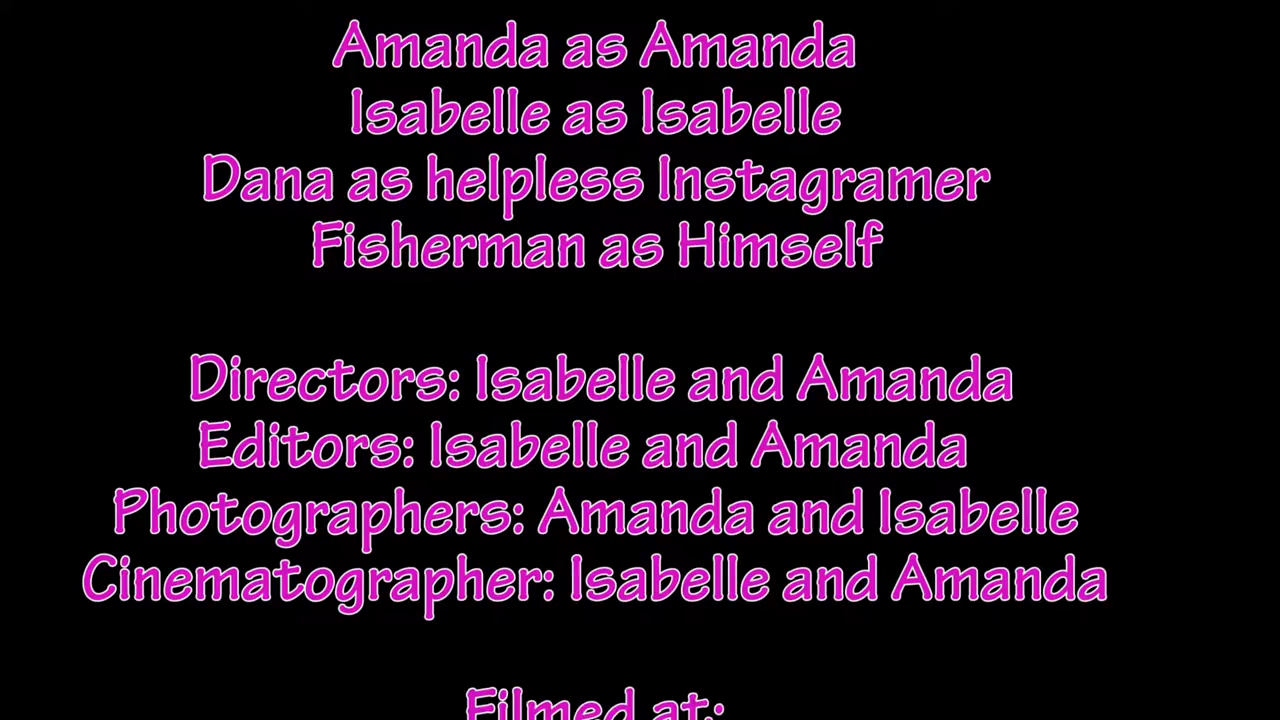 Amanda as Amanda
Isabelle as Isabelle
Dana as helpless Instagramer
Fisherman as Himself
Directors: Isabelle and Amanda
Editors: Isabelle and Amanda
Photographers: Amanda and Isabelle
Cinematographer: Isabelle and Amanda
Filmed at: